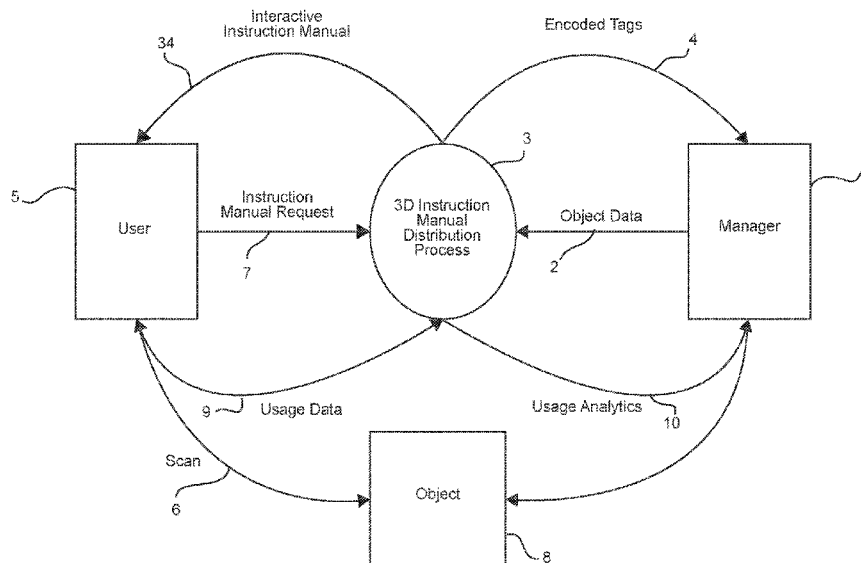 Interactive
Instruction Manual
34
Encoded Tags
4
3
5
User
Instruction
Manual Request
7
3D Instruction
Manual
Distribution
Process
Object Data
2
Manager
9
Usage Data
Usage Analytics
10
Scan
6
Object
8